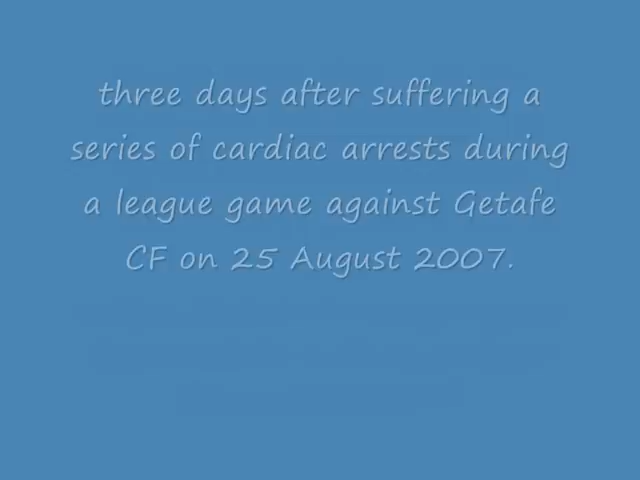 three days after suffering a
series of cardiac arrests during
a league game against Getafe
CF on 25 August 2007.